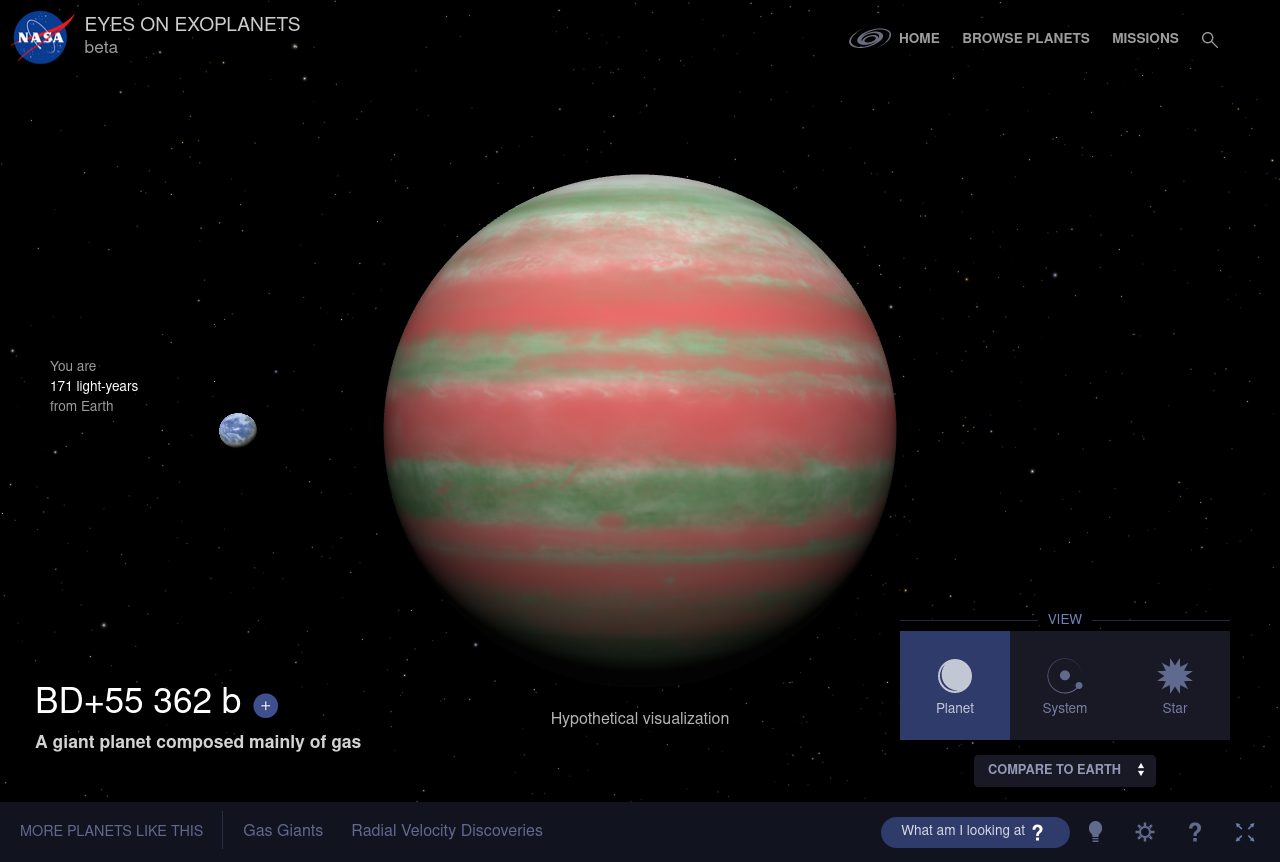 NASA
EYES ON EXOPLANETS
beta
HOME
BROWSE PLANETS
MISSIONS
You are
171 light-years
from Earth
BD+55 362 b +
A giant planet composed mainly of gas
Hypothetical visualization
VIEW
Planet
System
Star
COMPARE TO EARTH
MORE PLANETS LIKE THIS
Gas Giants
Radial Velocity Discoveries
What am I looking at ?
?